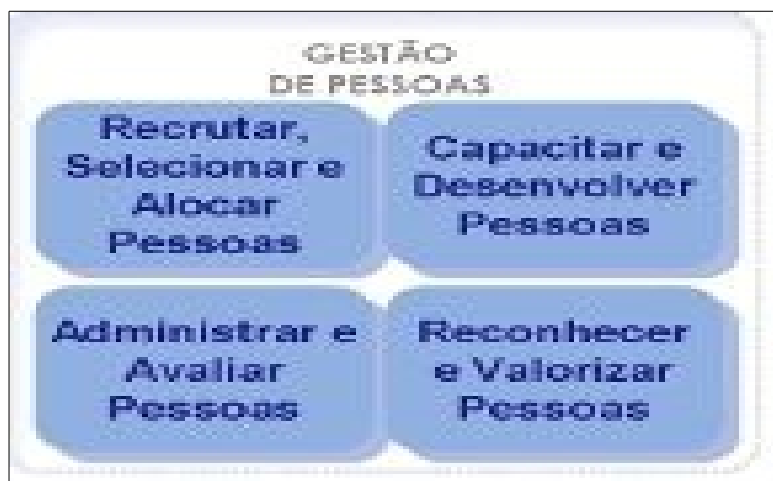 GESTÃO
DE PESSOAS
Recrutar,
Selecionar e
Alocar
Pessoas
Capacitar e
Desenvolver
Pessoas
Administrar e
Avaliar
Pessoas
Reconhecer
e Valorizar
Pessoas